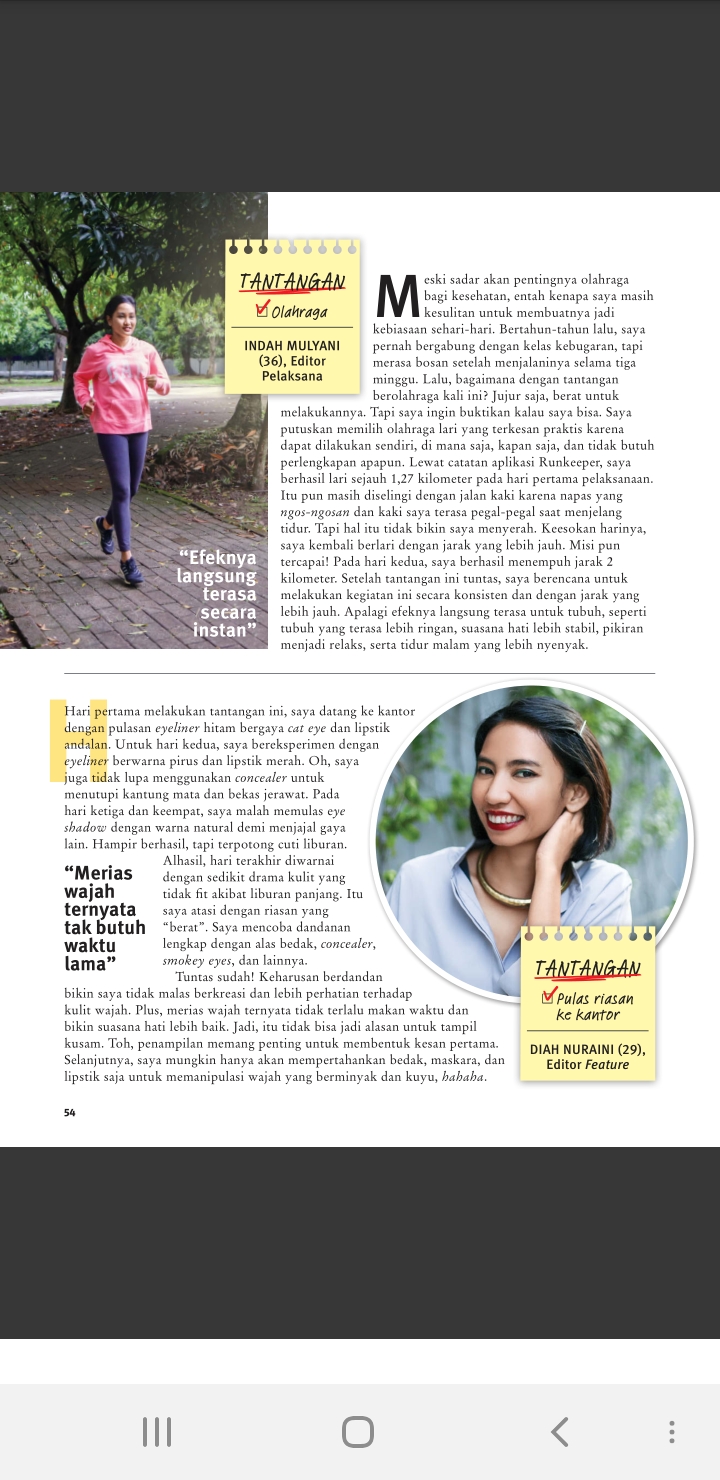 TANTANGAN
Olahraga
INDAH MULYANI
(36), Editor
Pelaksana
Meski sadar akan pentingnya olahraga
bagi kesehatan, entah kenapa saya masih
kesulitan untuk membuatnya jadi
kebiasaan sehari-hari. Bertahun-tahun lalu, saya
pernah bergabung dengan kelas kebugaran, tapi
merasa bosan setelah menjalaninya selama tiga
minggu. Lalu, bagaimana dengan tantangan
berolahraga kali ini? Jujur saja, berat untuk
melakukannya. Tapi saya ingin buktikan kalau saya bisa. Saya
putuskan memilih olahraga lari yang terkesan praktis karena
dapat dilakukan sendiri, di mana saja, kapan saja, dan tidak butuh
perlengkapan apapun. Lewat catatan aplikasi Runkeeper, saya
berhasil lari sejauh 1,27 kilometer pada hari pertama pelaksanaan.
Itu pun masih diselingi dengan jalan kaki karena napas yang
ngos-ngosan dan kaki saya terasa pegal-pegal saat menjelang
tidur. Tapi hal itu tidak bikin saya menyerah. Keesokan harinya,
saya kembali berlari dengan jarak yang lebih jauh. Misi pun
tercapai! Pada hari kedua, saya berhasil menempuh jarak 2
kilometer. Setelah tantangan ini tuntas, saya berencana untuk
melakukan kegiatan ini secara konsisten dan dengan jarak yang
lebih jauh. Apalagi efeknya langsung terasa untuk tubuh, seperti
tubuh yang terasa lebih ringan, suasana hati lebih stabil, pikiran
menjadi relaks, serta tidur malam yang lebih nyenyak.
“Efeknya
langsung
terasa
secara
instan”
H
Hari pertama melakukan tantangan ini, saya datang ke kantor
dengan pulasan eyeliner hitam bergaya cat eye dan lipstik
andalan. Untuk hari kedua, saya bereksperimen dengan
eyeliner berwarna pirus dan lipstik merah. Oh, saya
juga tidak lupa menggunakan concealer untuk
menutupi kantung mata dan bekas jerawat. Pada
hari ketiga dan keempat, saya malah memulas eye
shadow dengan warna natural demi menjajal gaya
lain. Hampir berhasil, tapi terpotong cuti liburan.
Alhasil, hari terakhir diwarnai
dengan sedikit drama kulit yang
tidak fit akibat liburan panjang. Itu
saya atasi dengan riasan yang
“berat”. Saya mencoba dandanan
lengkap dengan alas bedak, concealer,
smokey eyes, dan lainnya.
Tuntas sudah! Keharusan berdandan
bikin saya tidak malas berkreasi dan lebih perhatian terhadap
kulit wajah. Plus, merias wajah ternyata tidak terlalu makan waktu dan
bikin suasana hati lebih baik. Jadi, itu tidak bisa jadi alasan untuk tampil
kusam. Toh, penampilan memang penting untuk membentuk kesan pertama.
Selanjutnya, saya mungkin hanya akan mempertahankan bedak, maskara, dan
lipstik saja untuk memanipulasi wajah yang berminyak dan kuyu, hahaha.
“Merias
wajah
ternyata
tak butuh
waktu
lama”
TANTANGAN
Pulas riasan
ke kantor
DIAH NURAINI (29),
Editor Feature
54